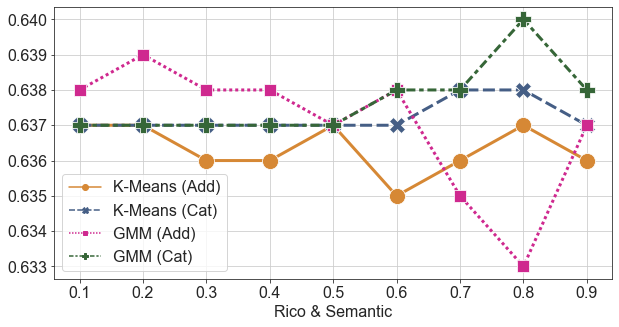 0.640
0.639
0.638
0.637
0.636
0.635
0.634
0.633
K-Means (Add)
K-Means (Cat)
GMM (Add)
GMM (Cat)
0.1 0.2 0.3 0.4 0.5 0.6 0.7 0.8 0.9
Rico & Semantic